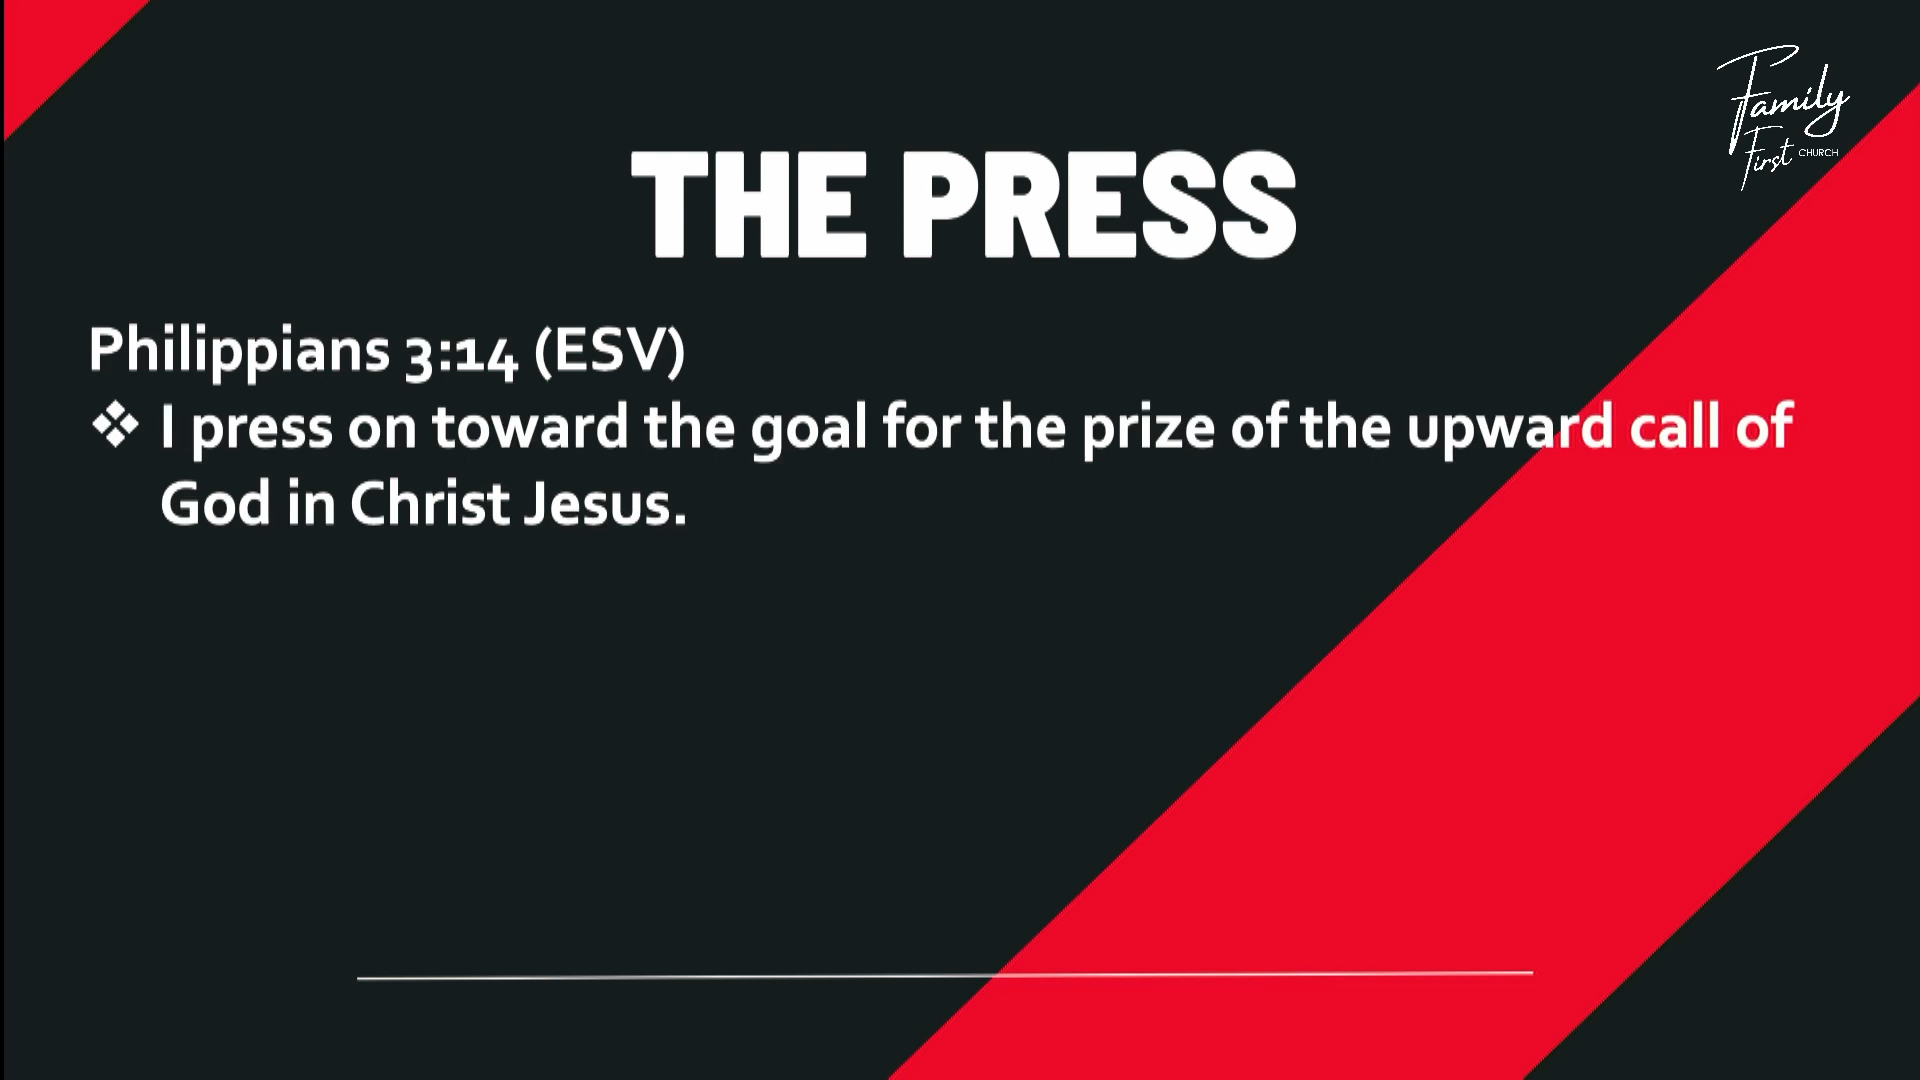 Family
First CHURCH
THE PRESS
Philippians 3:14 (ESV)
❖ I press on toward the goal for the prize of the upward call of
God in Christ Jesus.